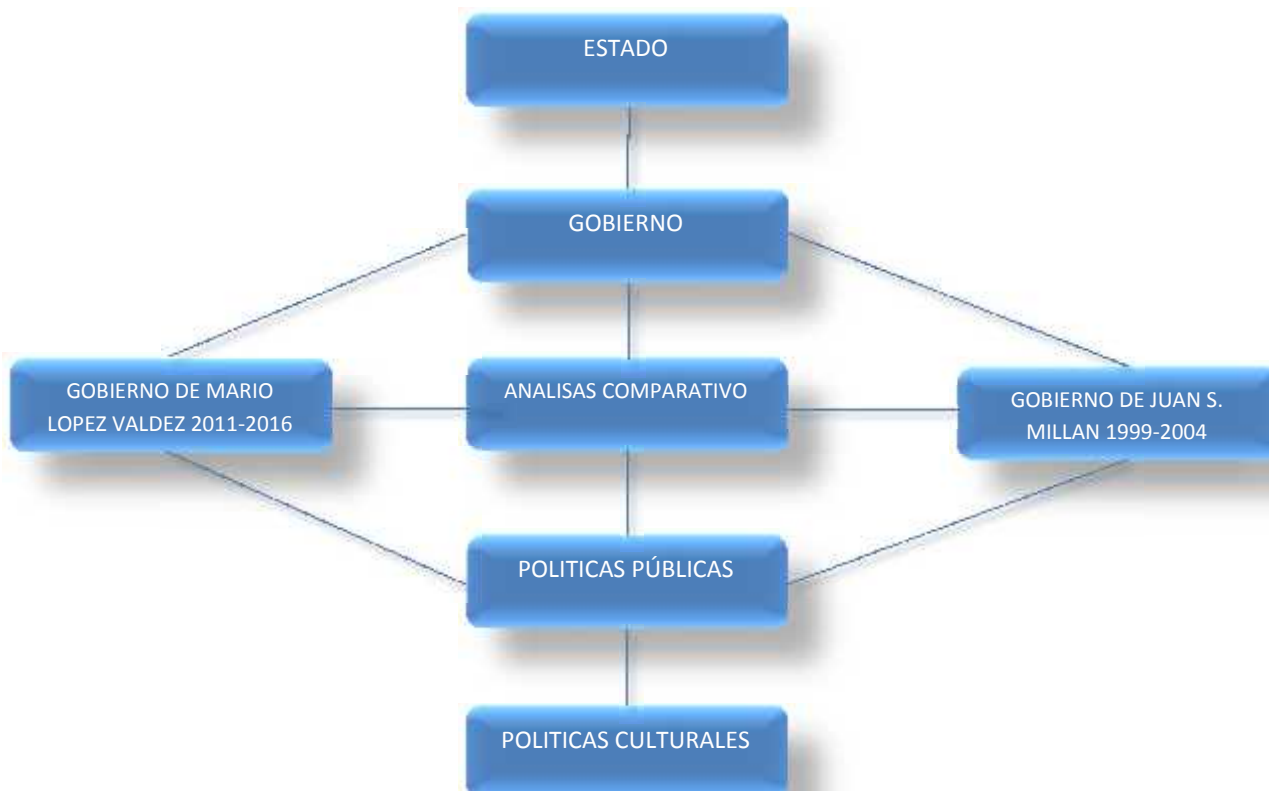 ESTADO
GOBIERNO
GOBIERNO DE MARIO
LOPEZ VALDEZ 2011-2016
ANALISAS COMPARATIVO
GOBIERNO DE JUAN S.
MILLAN 1999-2004
POLITICAS PÚBLICAS
POLITICAS CULTURALES